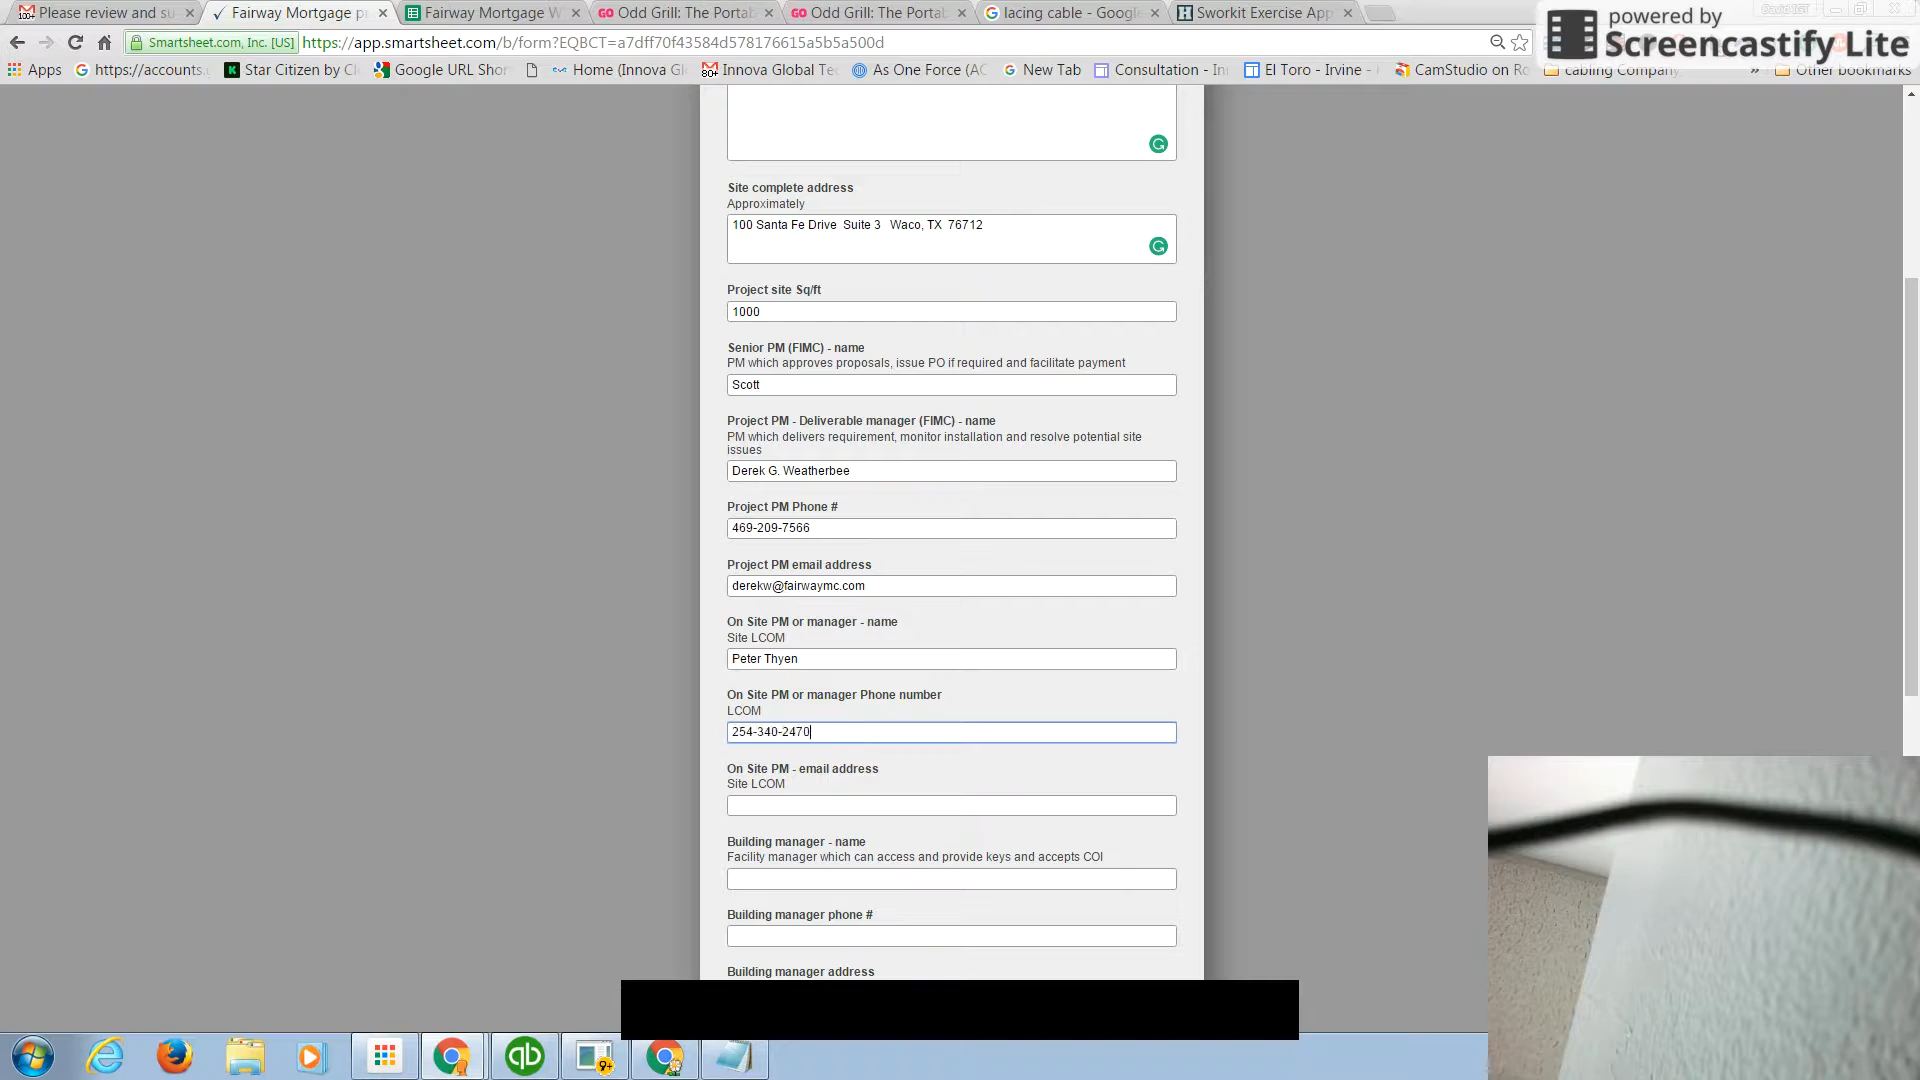 Please review and su
Fairway Mortgage p
Fairway Mortgage W
Odd Grill: The Portab
Odd Grill: The Portab
lacing cable - Google
Sworkit Exercise App
powered by
Screencastify Lite
Smartsheet.com, Inc. [US]
https://app.smartsheet.com/b/form?EQBCT=a7dff70f43584d578176615a5b5a500d
Apps
https://accounts.
Star Citizen by Cl
Google URL Shor
Home (Innova Gl
Innova Global Tec
As One Force (AC
New Tab
Consultation - Inn
El Toro - Irvine -
CamStudio on Ro
cabling Company
Other bookmarks
Site complete address
Approximately
100 Santa Fe Drive Suite 3 Waco, TX 76712
Project site Sq/ft
1000
Senior PM (FIMC) - name
PM which approves proposals, issue PO if required and facilitate payment
Scott
Project PM - Deliverable manager (FIMC) - name
PM which delivers requirement, monitor installation and resolve potential site
issues
Derek G. Weatherbee
Project PM Phone #
469-209-7566
Project PM email address
derekw@fairwaymc.com
On Site PM or manager - name
Site LCOM
Peter Thyen
On Site PM or manager Phone number
LCOM
254-340-2470
On Site PM - email address
Site LCOM
Building manager - name
Facility manager which can access and provide keys and accepts COI
Building manager phone #
Building manager address